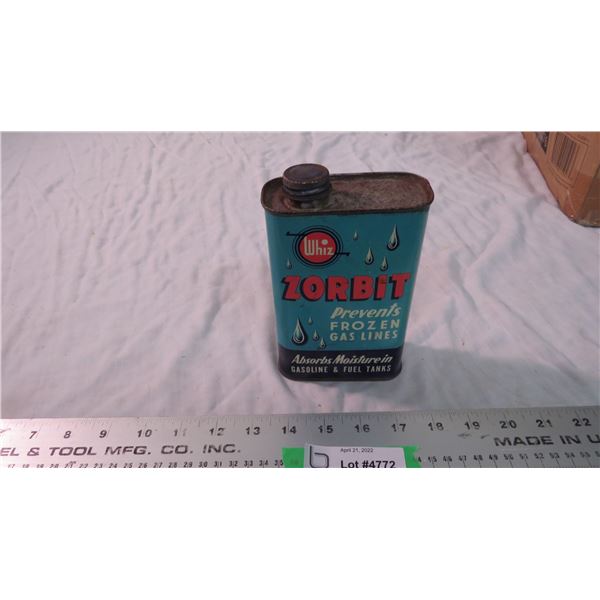 Whiz
ZORBIT
Prevents
FROZEN
GAS LINES
Absorbs Moisture in
GASOLINE & FUEL TANKS
7 8 9 10 11 12 13 14 15 16 17 18 19 20 21 22
EL & TOOL MFG. CO. INC.
MADE IN U
April 21, 2022
Lot #4772